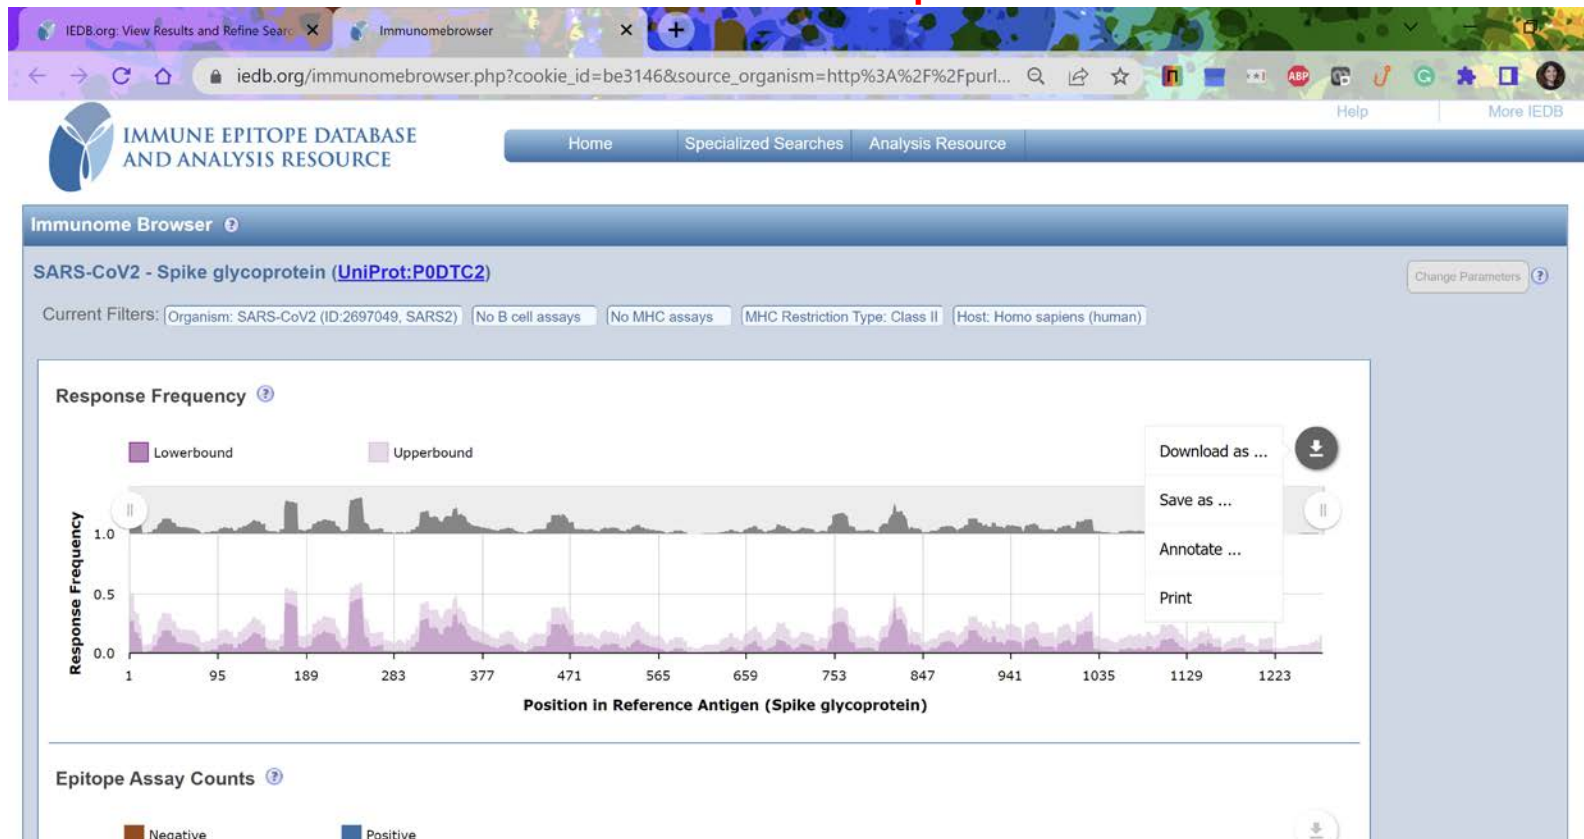 IEDB.org: View Results and Refine Searc
Immunomebrowser
iedb.org/immunomebrowser.php?cookie_id=be3146&source_organism=http%3A%2F%2Fpurl...
ABP
Help
More IEDB
IMMUNE EPITOPE DATABASE
AND ANALYSIS RESOURCE
Home
Specialized Searches
Analysis Resource
Immunome Browser
SARS-CoV2 - Spike glycoprotein (UniProt:P0DTC2)
Change Parameters
Current Filters: Organism: SARS-CoV2 (ID:2697049, SARS2) No B cell assays No MHC assays MHC Restriction Type: Class II Host: Homo sapiens (human)
Response Frequency
Lowerbound
Upperbound
Download as ...
Save as ...
Annotate ...
Print
Response Frequency
1.0
0.5
0.0
1 95 189 283 377 471 565 659 753 847 941 1035 1129 1223
Position in Reference Antigen (Spike glycoprotein)
Epitope Assay Counts
Negative
Positive